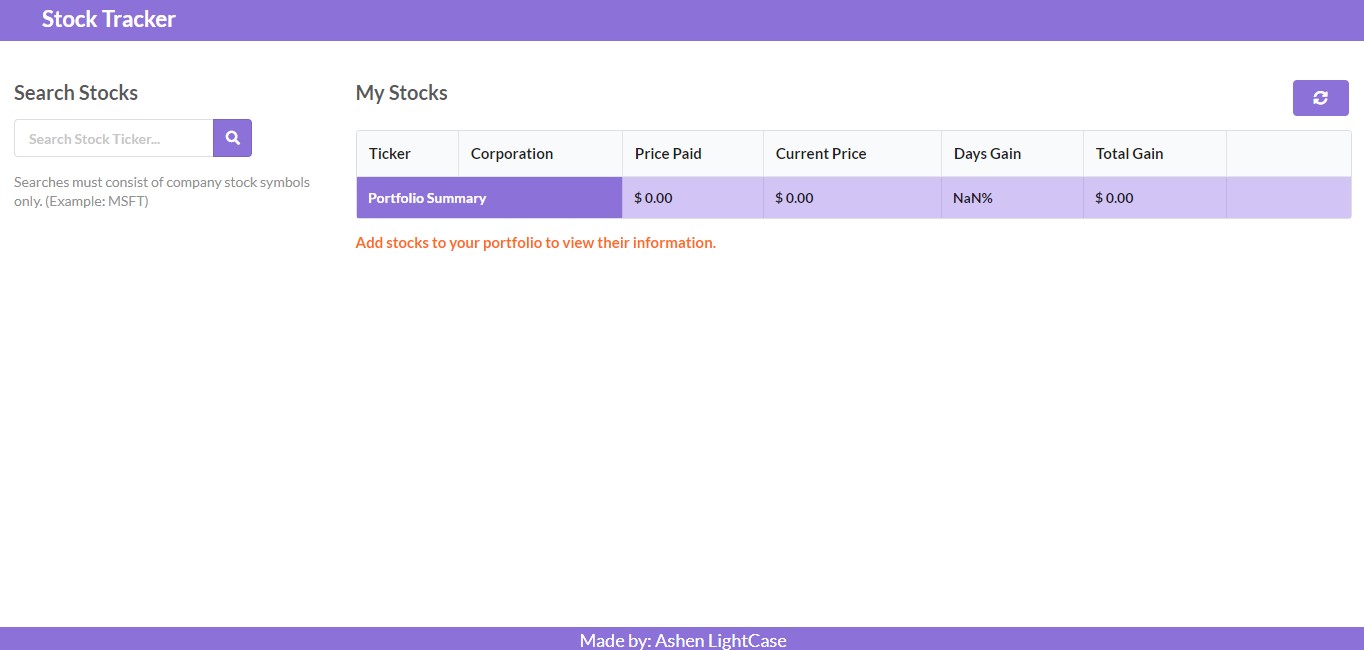 Stock Tracker
Search Stocks
Search Stock Ticker...
Searches must consist of company stock symbols
only. (Example: MSFT)
My Stocks
Ticker Corporation Price Paid Current Price Days Gain Total Gain
Portfolio Summary $ 0.00 $ 0.00 NaN% $ 0.00
Add stocks to your portfolio to view their information.
Made by: Ashen LightCase